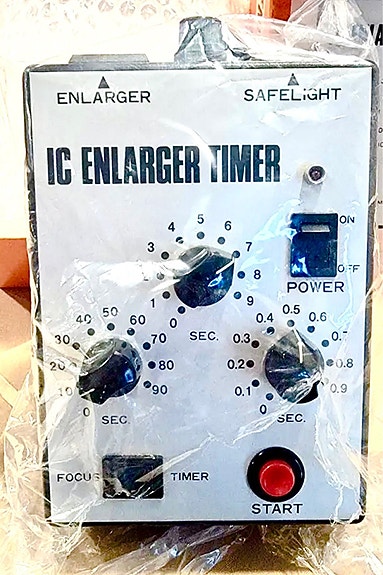 ENLARGER
SAFELIGHT
IC ENLARGER TIMER
ON
OFF
POWER
0 1 3 4 5 6 7 8 9
SEC.
0 10 20 30 40 50 60 70 80 90
SEC.
0 0.1 0.2 0.3 0.4 0.5 0.6 0.7 0.8 0.9
SEC.
FOCUS
TIMER
START